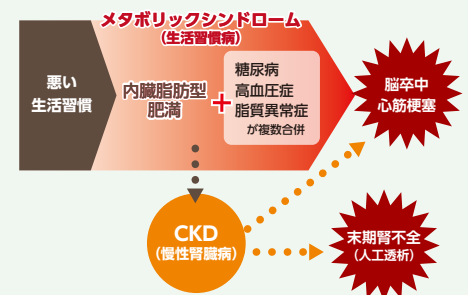 メタボリックシンドローム
（生活習慣病）
悪い
生活習慣
内臓脂肪型
肥満
+
糖尿病
高血圧症
脂質異常症
が複数合併
脳卒中
心筋梗塞
CKD
（慢性腎臓病）
末期腎不全
（人工透析）